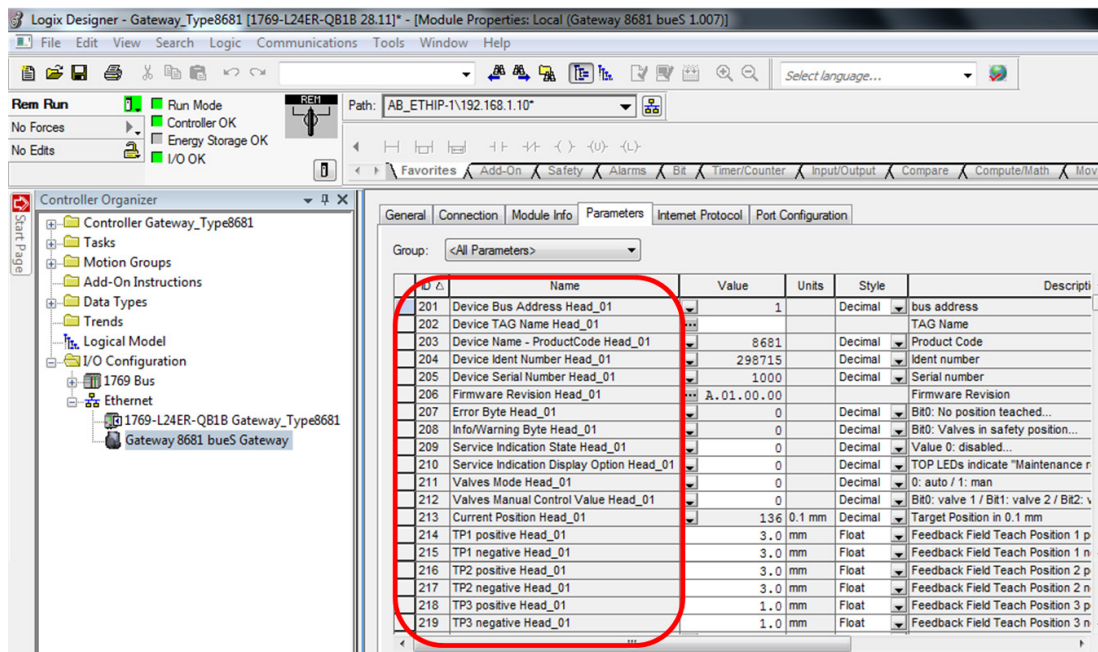 Logix Designer - Gateway_Type8681 [1769-L24ER-QB1B 28.11]* - [Module Properties: Local (Gateway 8681 bueS 1.007)]
File Edit View Search Logic Communications Tools Window Help
Select language...
Rem Run
No Forces
No Edits
Run Mode
Controller OK
Energy Storage OK
I/O OK
REM
Path: AB_ETHIP-1\192.168.1.10*
Favorites Add-On Safety Alarms Bit Timer/Counter Input/Output Compare Compute/Math Mov
Start Page
Controller Organizer
Controller Gateway_Type8681
Tasks
Motion Groups
Add-On Instructions
Data Types
Trends
Logical Model
I/O Configuration
1769 Bus
Ethernet
1769-L24ER-QB1B Gateway_Type8681
Gateway 8681 bueS Gateway
General Connection Module Info Parameters Internet Protocol Port Configuration
Group: <All Parameters>
ID Name Value Units Style Descripti
201 Device Bus Address Head_01 1 Decimal bus address
202 Device TAG Name Head_01 TAG Name
203 Device Name - ProductCode Head_01 8681 Decimal Product Code
204 Device Ident Number Head_01 298715 Decimal Ident number
205 Device Serial Number Head_01 1000 Decimal Serial number
206 Firmware Revision Head_01 A.01.00.00 Firmware Revision
207 Error Byte Head_01 0 Decimal Bit0: No position teached...
208 Info/Warning Byte Head_01 0 Decimal Bit0: Valves in safety position...
209 Service Indication State Head_01 0 Decimal Value 0: disabled...
210 Service Indication Display Option Head_01 0 Decimal TOP LEDs indicate "Maintenance r
211 Valves Mode Head_01 0 Decimal 0: auto / 1: man
212 Valves Manual Control Value Head_01 0 Decimal Bit0: valve 1 / Bit1: valve 2 / Bit2: v
213 Current Position Head_01 136 0.1 mm Decimal Target Position in 0.1 mm
214 TP1 positive Head_01 3.0 mm Float Feedback Field Teach Position 1 p
215 TP1 negative Head_01 3.0 mm Float Feedback Field Teach Position 1 n
216 TP2 positive Head_01 3.0 mm Float Feedback Field Teach Position 2 p
217 TP2 negative Head_01 3.0 mm Float Feedback Field Teach Position 2 n
218 TP3 positive Head_01 1.0 mm Float Feedback Field Teach Position 3 p
219 TP3 negative Head_01 1.0 mm Float Feedback Field Teach Position 3 n